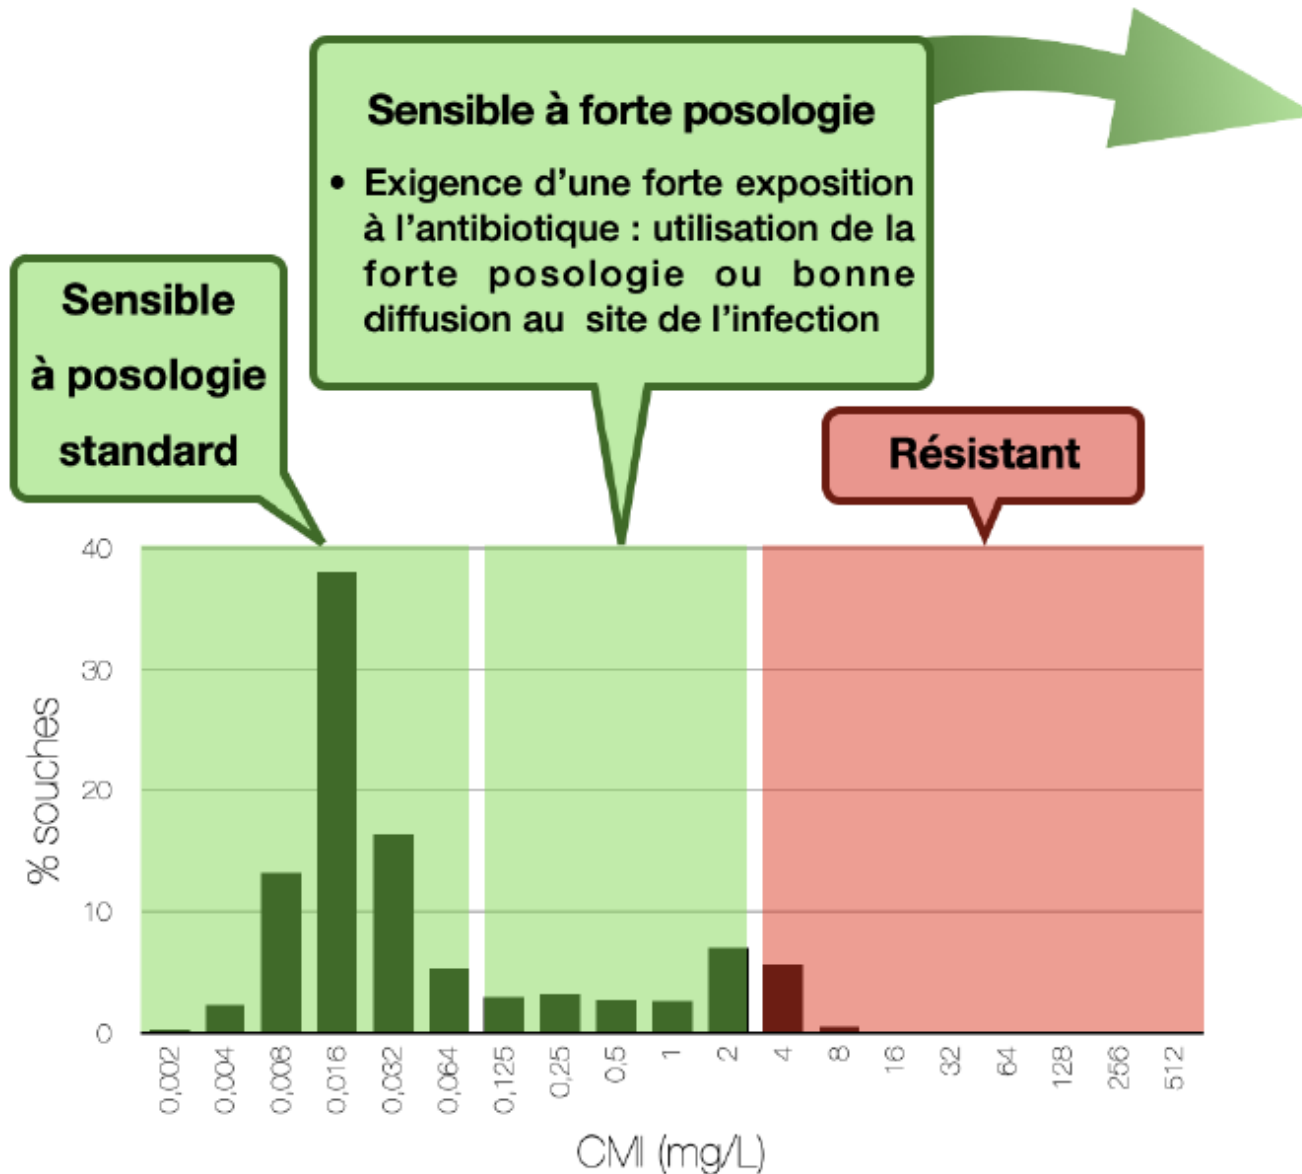 Sensible à forte posologie
• Exigence d'une forte exposition
à l'antibiotique : utilisation de la
forte posologie ou bonne
diffusion au site de l'infection
Sensible
à posologie
standard
Résistant
40
30
20
10
0
% souches
0,002
0,004
0,008
0,016
0,032
0,064
0,125
0,25
0,5
1
2
4
8
16
32
64
128
256
512
CMI (mg/L)